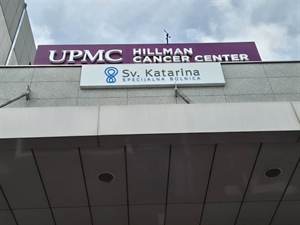 UPMC HILLMAN
CANCER CENTER
Sv. Katarina
SPECIJALNA BOLNICA